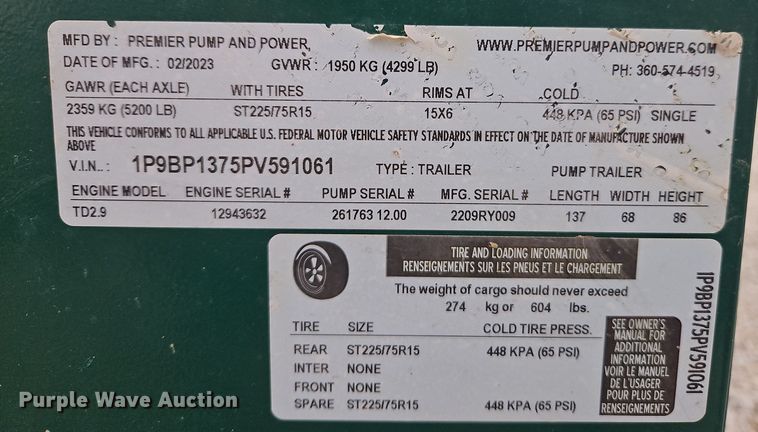 MFD BY: PREMIER PUMP AND POWER, WWW.PREMIERPUMPANDPOWER.COM
DATE OF MFG.: 02/2023 GVWR: 1950 KG (4299 LB) PH: 360-574-4519
GAWR (EACH AXLE) WITH TIRES RIMS AT COLD
2359 KG (5200 LB) ST225/75R15 15X6 448 KPA (65 PSI) SINGLE
THIS VEHICLE CONFORMS TO ALL APPLICABLE U.S. FEDERAL MOTOR VEHICLE SAFETY STANDARDS IN EFFECT ON THE DATE OF MANUFACTURE SHOWN
ABOVE
V.I.N.: 1P9BP1375PV591061 TYPE: TRAILER PUMP TRAILER
ENGINE MODEL ENGINE SERIAL # PUMP SERIAL # MFG. SERIAL # LENGTH WIDTH HEIGHT
TD2.9 12943632 261763 12.00 2209RY009 137 68 86
TIRE AND LOADING INFORMATION
RENSEIGNEMENTS SUR LES PNEUS ET LE CHARGEMENT
The weight of cargo should never exceed
274 kg or 604 lbs.
TIRE SIZE COLD TIRE PRESS.
REAR ST225/75R15 448 KPA (65 PSI)
INTER NONE
FRONT NONE
SPARE ST225/75R15 448 KPA (65 PSI)
SEE OWNER'S
MANUAL FOR
ADDITIONAL
INFORMATION
VOIR LE MANUEL
DE L'USAGER
POUR PLUS DE
RENSEIGNEMENTS
1P9BP1375PV591061
Purple Wave Auction